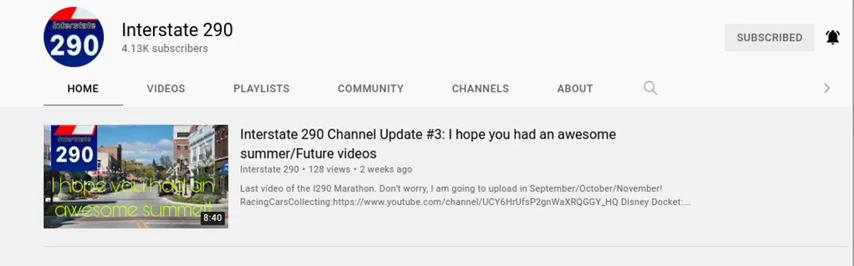 Interstate
290
Interstate 290
4.13K subscribers
SUBSCRIBED
HOME VIDEOS PLAYLISTS COMMUNITY CHANNELS ABOUT
Interstate 290 Channel Update #3: I hope you had an awesome
summer/Future videos
Interstate 290 • 128 views • 2 weeks ago
Last video of the I290 Marathon. Don't worry, I am going to upload in September/October/November!
RacingCarsCollecting:https://www.youtube.com/channel/UCY6HrUfsP2gnWaXRQGGY_HQ Disney Docket:...
Interstate
290
I hope you had an
awesome summer!
8:40